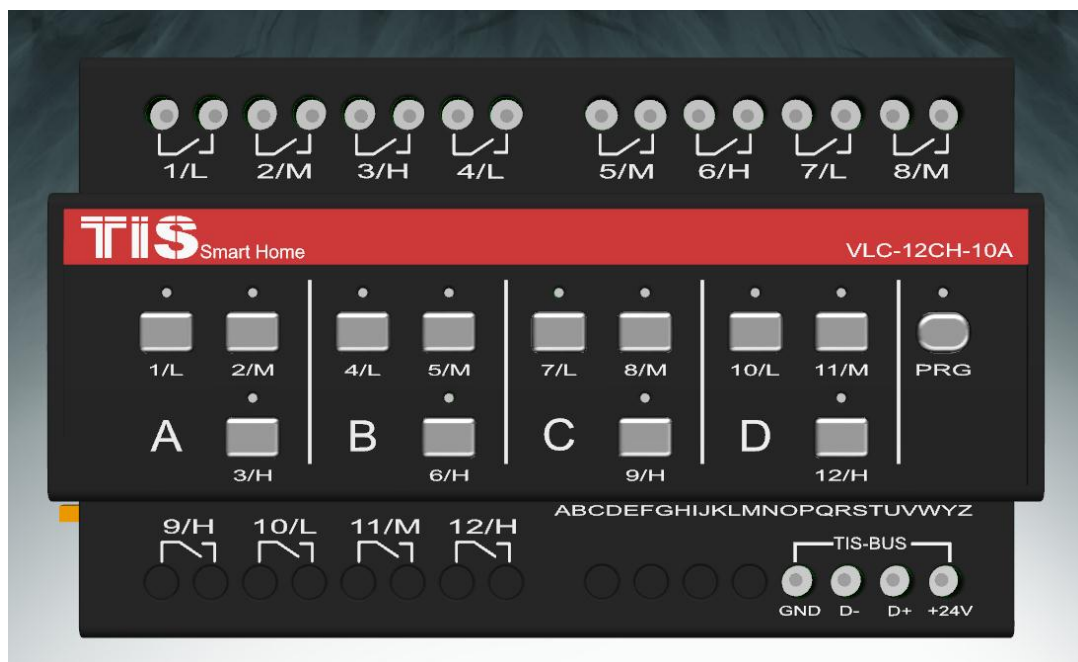 1/L 2/M 3/H 4/L 5/M 6/H 7/L 8/M
TiS Smart Home VLC-12CH-10A
1/L 2/M 4/L 5/M 7/L 8/M 10/L 11/M PRG
A B C D
3/H 6/H 9/H 12/H
ABCDEFGHIJKLMNOPQRSTUVWYZ
9/H 10/L 11/M 12/H
TIS-BUS
GND D- D+ +24V